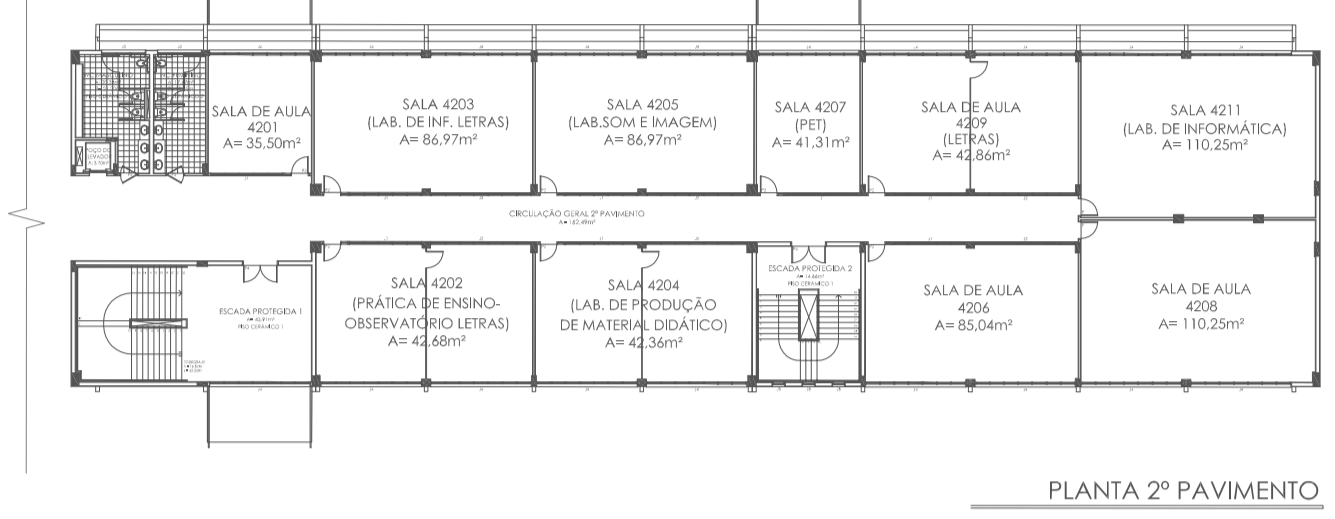 SALA DE AULA
4201
A= 35,50m²
SALA 4203
(LAB. DE INF. LETRAS)
A= 86,97m²
SALA 4205
(LAB.SOM E IMAGEM)
A= 86,97m²
SALA 4207
(PET)
A= 41,31m²
SALA DE AULA
4209
(LETRAS)
A= 42,86m²
SALA 4211
(LAB. DE INFORMÁTICA)
A= 110,25m²
CIRCULAÇÃO GERAL 2º PAVIMENTO
A= 162,49m²
ESCADA PROTEGIDA 1
PISO CERÂMICO 1
SALA 4202
(PRÁTICA DE ENSINO-
OBSERVATÓRIO LETRAS)
A= 42,68m²
SALA 4204
(LAB. DE PRODUÇÃO
DE MATERIAL DIDÁTICO)
A= 42,36m²
ESCADA PROTEGIDA 2
PISO CERÂMICO 1
SALA DE AULA
4206
A= 85,04m²
SALA DE AULA
4208
A= 110,25m²
PLANTA 2º PAVIMENTO